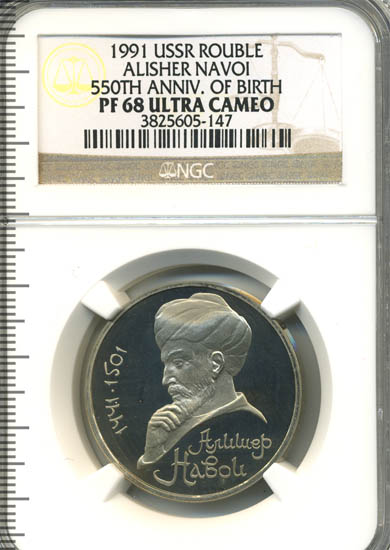 1991 USSR ROUBLE
ALISHER NAVOI
550TH ANNIV. OF BIRTH
PF 68 ULTRA CAMEO
3825605-147
NGC
1441·1501
Алишер
Навои